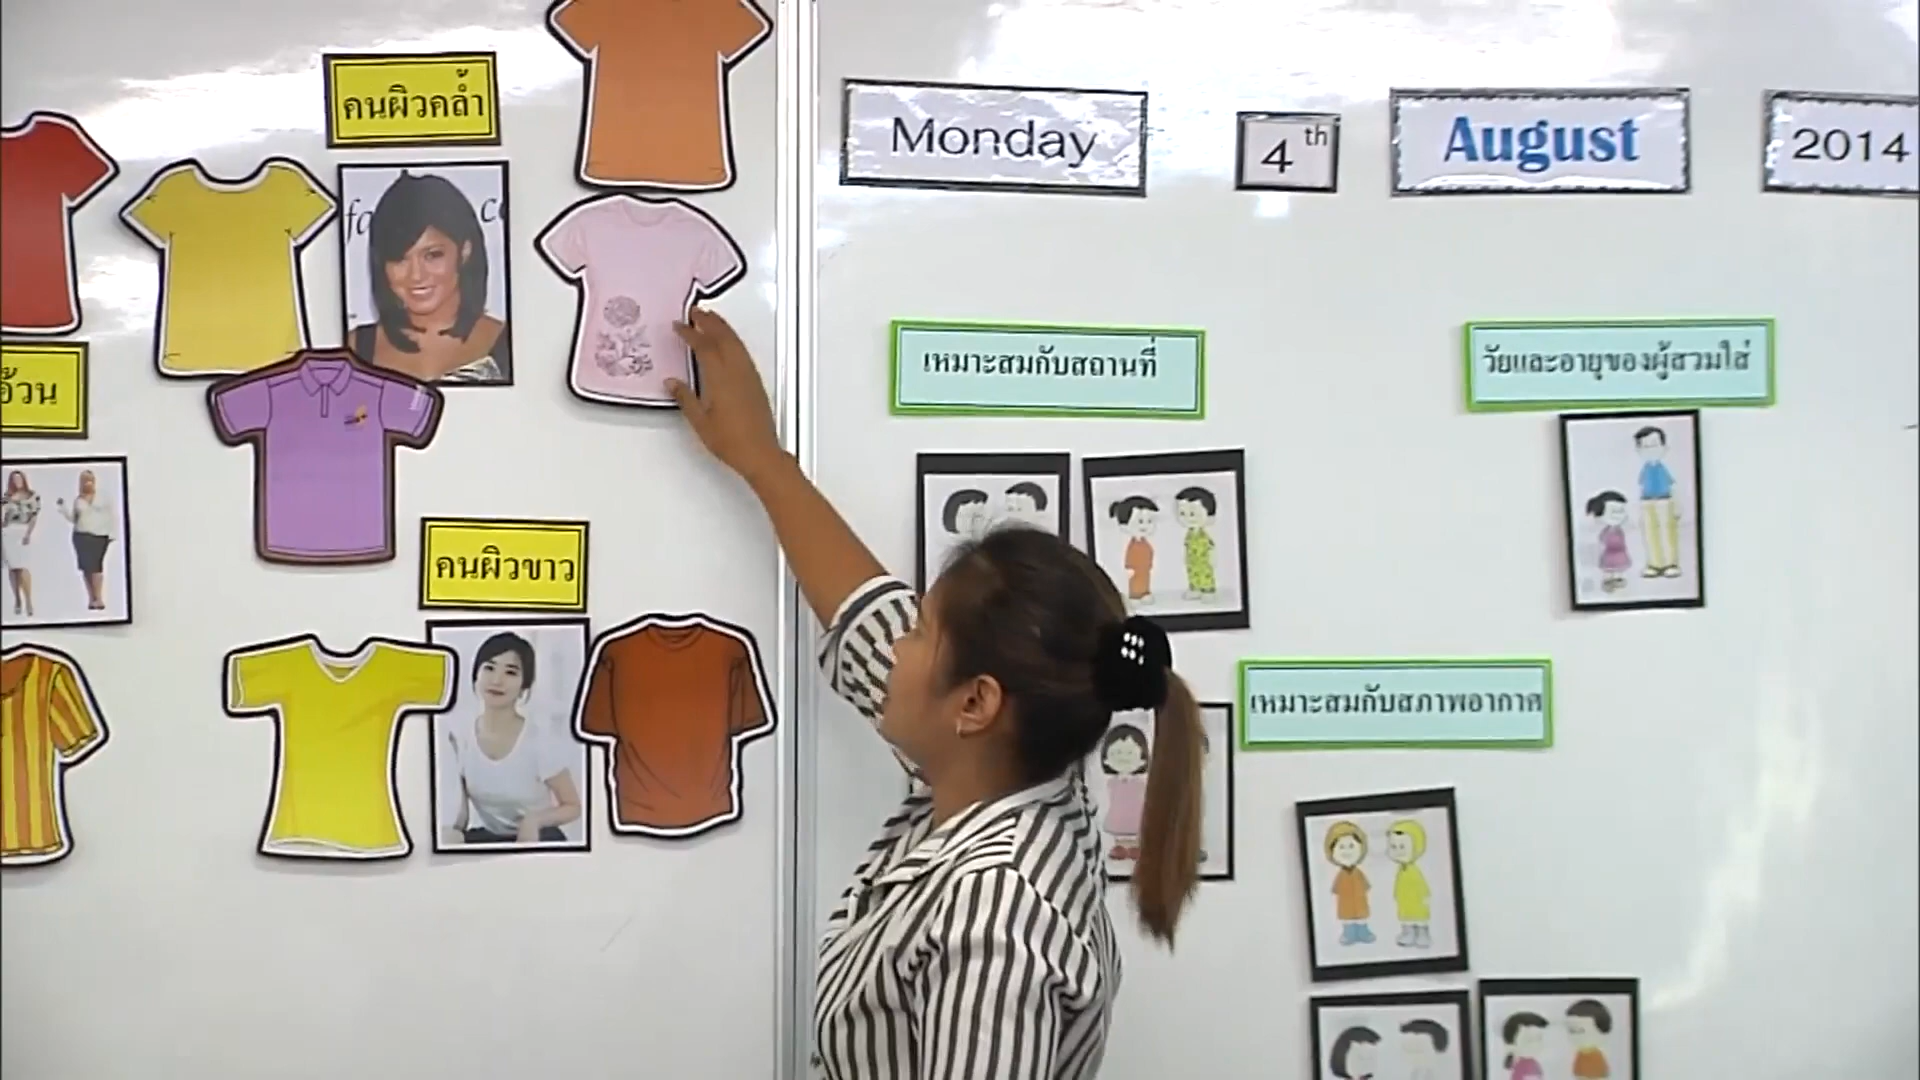 คนผิวคล้ำ
Monday
4th
August
2014
เหมาะสมกับสถานที่
วัยและอายุของผู้สวมใส่
อ้วน
คนผิวขาว
เหมาะสมกับสภาพอากาศ